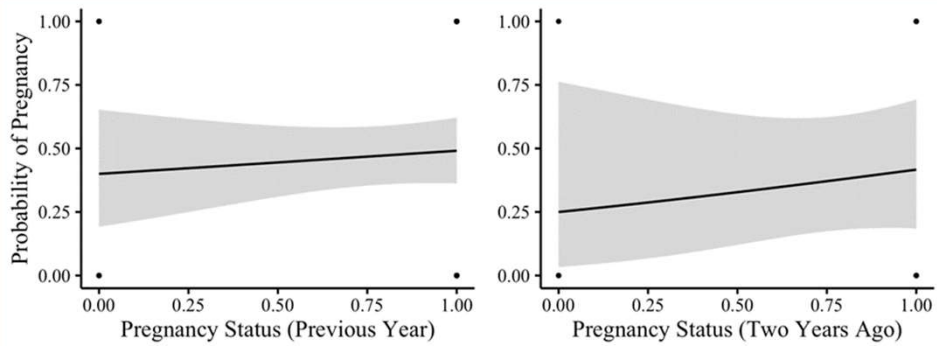 Probability of Pregnancy
1.00
0.75
0.50
0.25
0.00
0.00 0.25 0.50 0.75 1.00
Pregnancy Status (Previous Year)
1.00
0.75
0.50
0.25
0.00
0.00 0.25 0.50 0.75 1.00
Pregnancy Status (Two Years Ago)